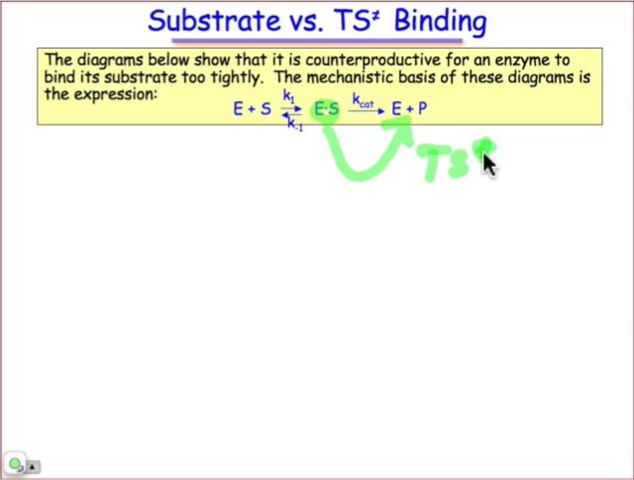 Substrate vs. TS≠ Binding
The diagrams below show that it is counterproductive for an enzyme to
bind its substrate too tightly. The mechanistic basis of these diagrams is
the expression:
k1 kcat
E + S ⇌ E·S → E + P
k-1
TS